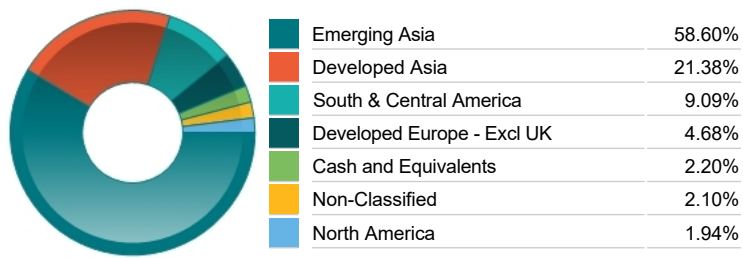 Emerging Asia 58.60%
Developed Asia 21.38%
South & Central America 9.09%
Developed Europe - Excl UK 4.68%
Cash and Equivalents 2.20%
Non-Classified 2.10%
North America 1.94%